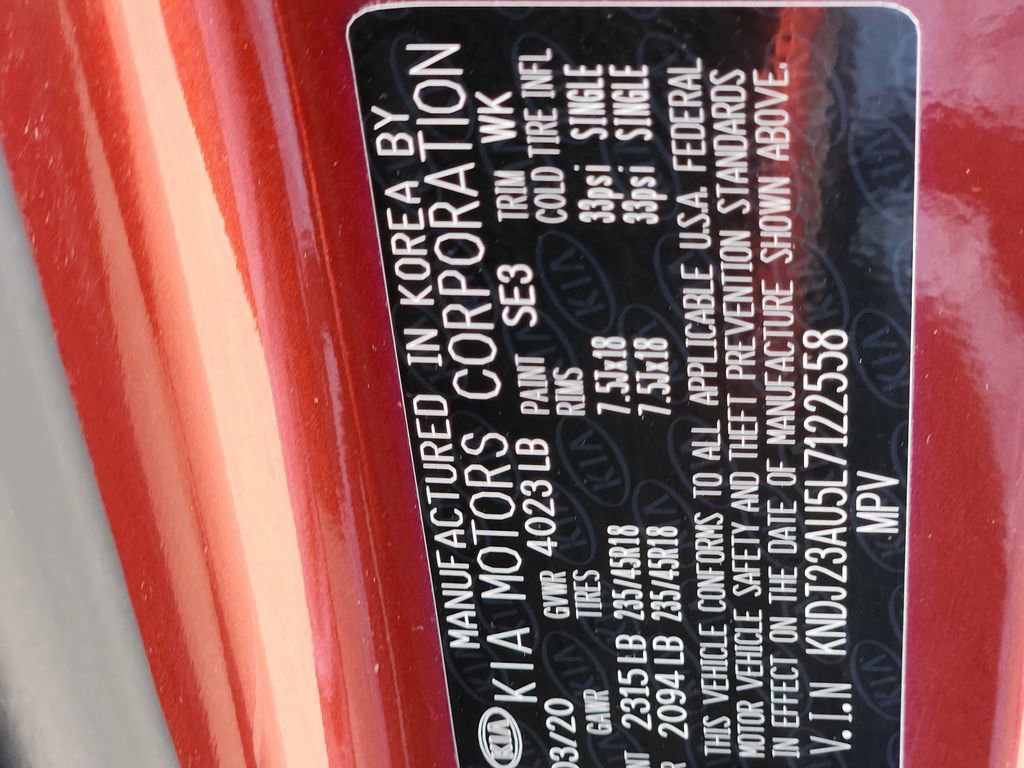 MANUFACTURED IN KOREA BY
KIA KIA MOTORS CORPORATION
03/20 GVWR 4023 LB PAINT SE3 TRIM WK
GAWR TIRES RIMS COLD TIRE INFL
2315 LB 235/45R18 7.5Jx18 33psi SINGLE
2094 LB 235/45R18 7.5Jx18 33psi SINGLE
THIS VEHICLE CONFORMS TO ALL APPLICABLE U.S.A. FEDERAL
MOTOR VEHICLE SAFETY AND THEFT PREVENTION STANDARDS
IN EFFECT ON THE DATE OF MANUFACTURE SHOWN ABOVE.
V.I.N KNDJ23AU5L7122558
MPV